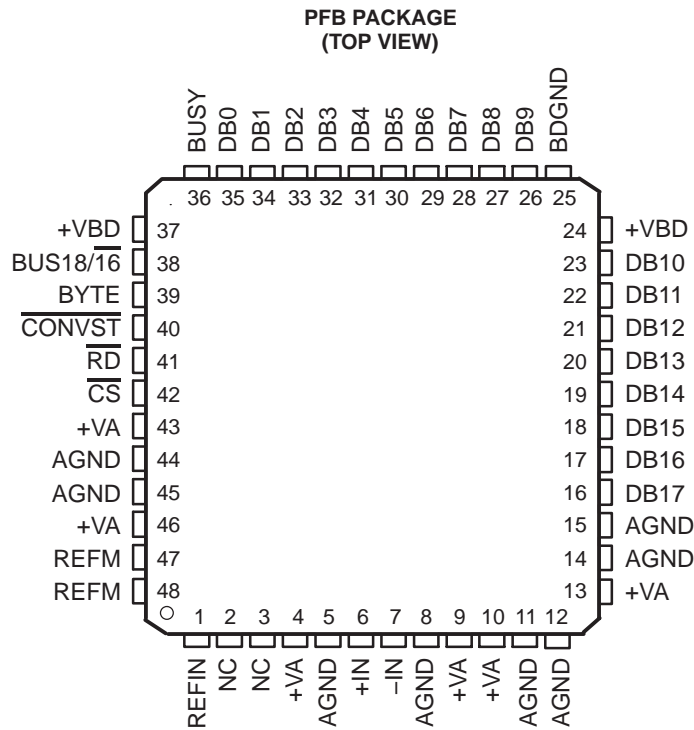 PFB PACKAGE
(TOP VIEW)
BUSY
DB0
DB1
DB2
DB3
DB4
DB5
DB6
DB7
DB8
DB9
BDGND
36 35 34 33 32 31 30 29 28 27 26 25
+VBD 37 24 +VBD
BUS18/1̅6̅ 38 23 DB10
BYTE 39 22 DB11
C̅O̅N̅V̅S̅T̅ 40 21 DB12
R̅D̅ 41 20 DB13
C̅S̅ 42 19 DB14
+VA 43 18 DB15
AGND 44 17 DB16
AGND 45 16 DB17
+VA 46 15 AGND
REFM 47 14 AGND
REFM 48 13 +VA
1 2 3 4 5 6 7 8 9 10 11 12
REFIN
NC
NC
+VA
AGND
+IN
−IN
AGND
+VA
+VA
AGND
AGND